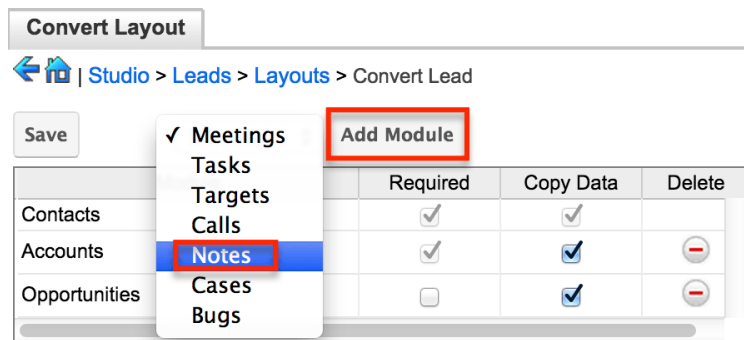 Convert Layout
| Studio > Leads > Layouts > Convert Lead
Save
✓ Meetings
Add Module
Tasks
Targets
Calls
Notes
Cases
Bugs
Required
Copy Data
Delete
Contacts
Accounts
Opportunities